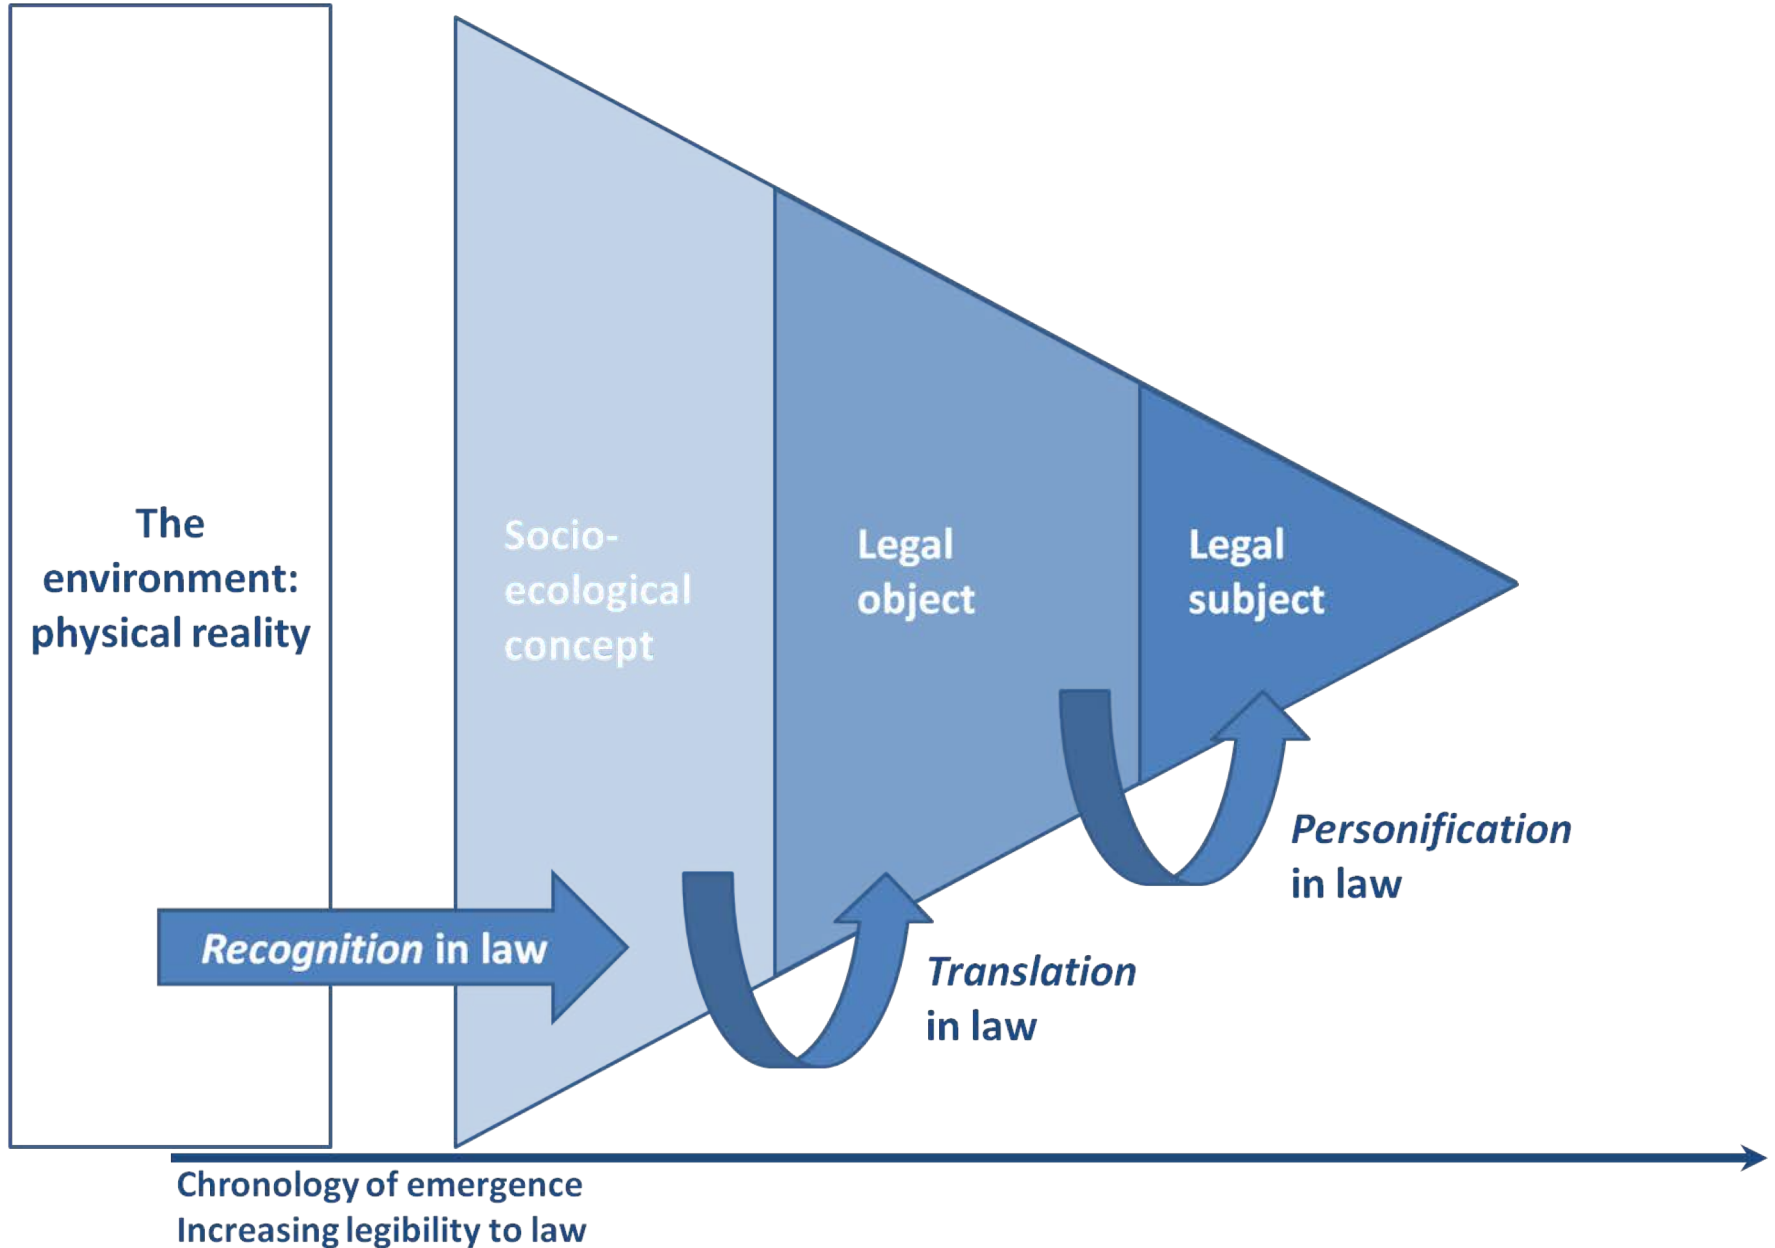 The
environment:
physical reality
Socio-
ecological
concept
Legal
object
Legal
subject
Recognition in law
Translation
in law
Personification
in law
Chronology of emergence
Increasing legibility to law